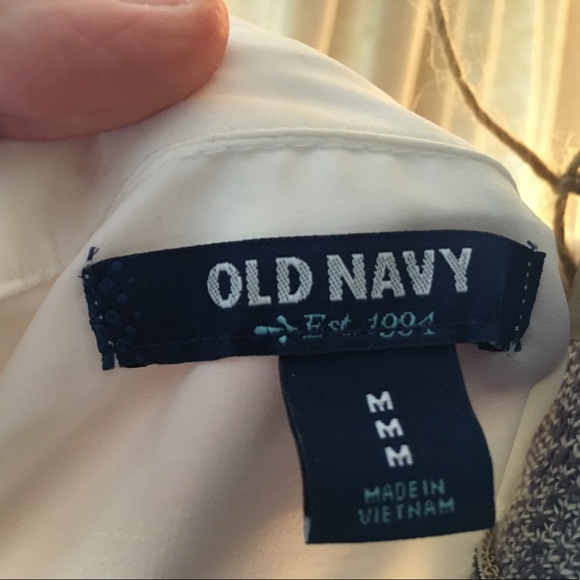 OLD NAVY
Est. 1994
M
M
M
MADE IN
VIETNAM